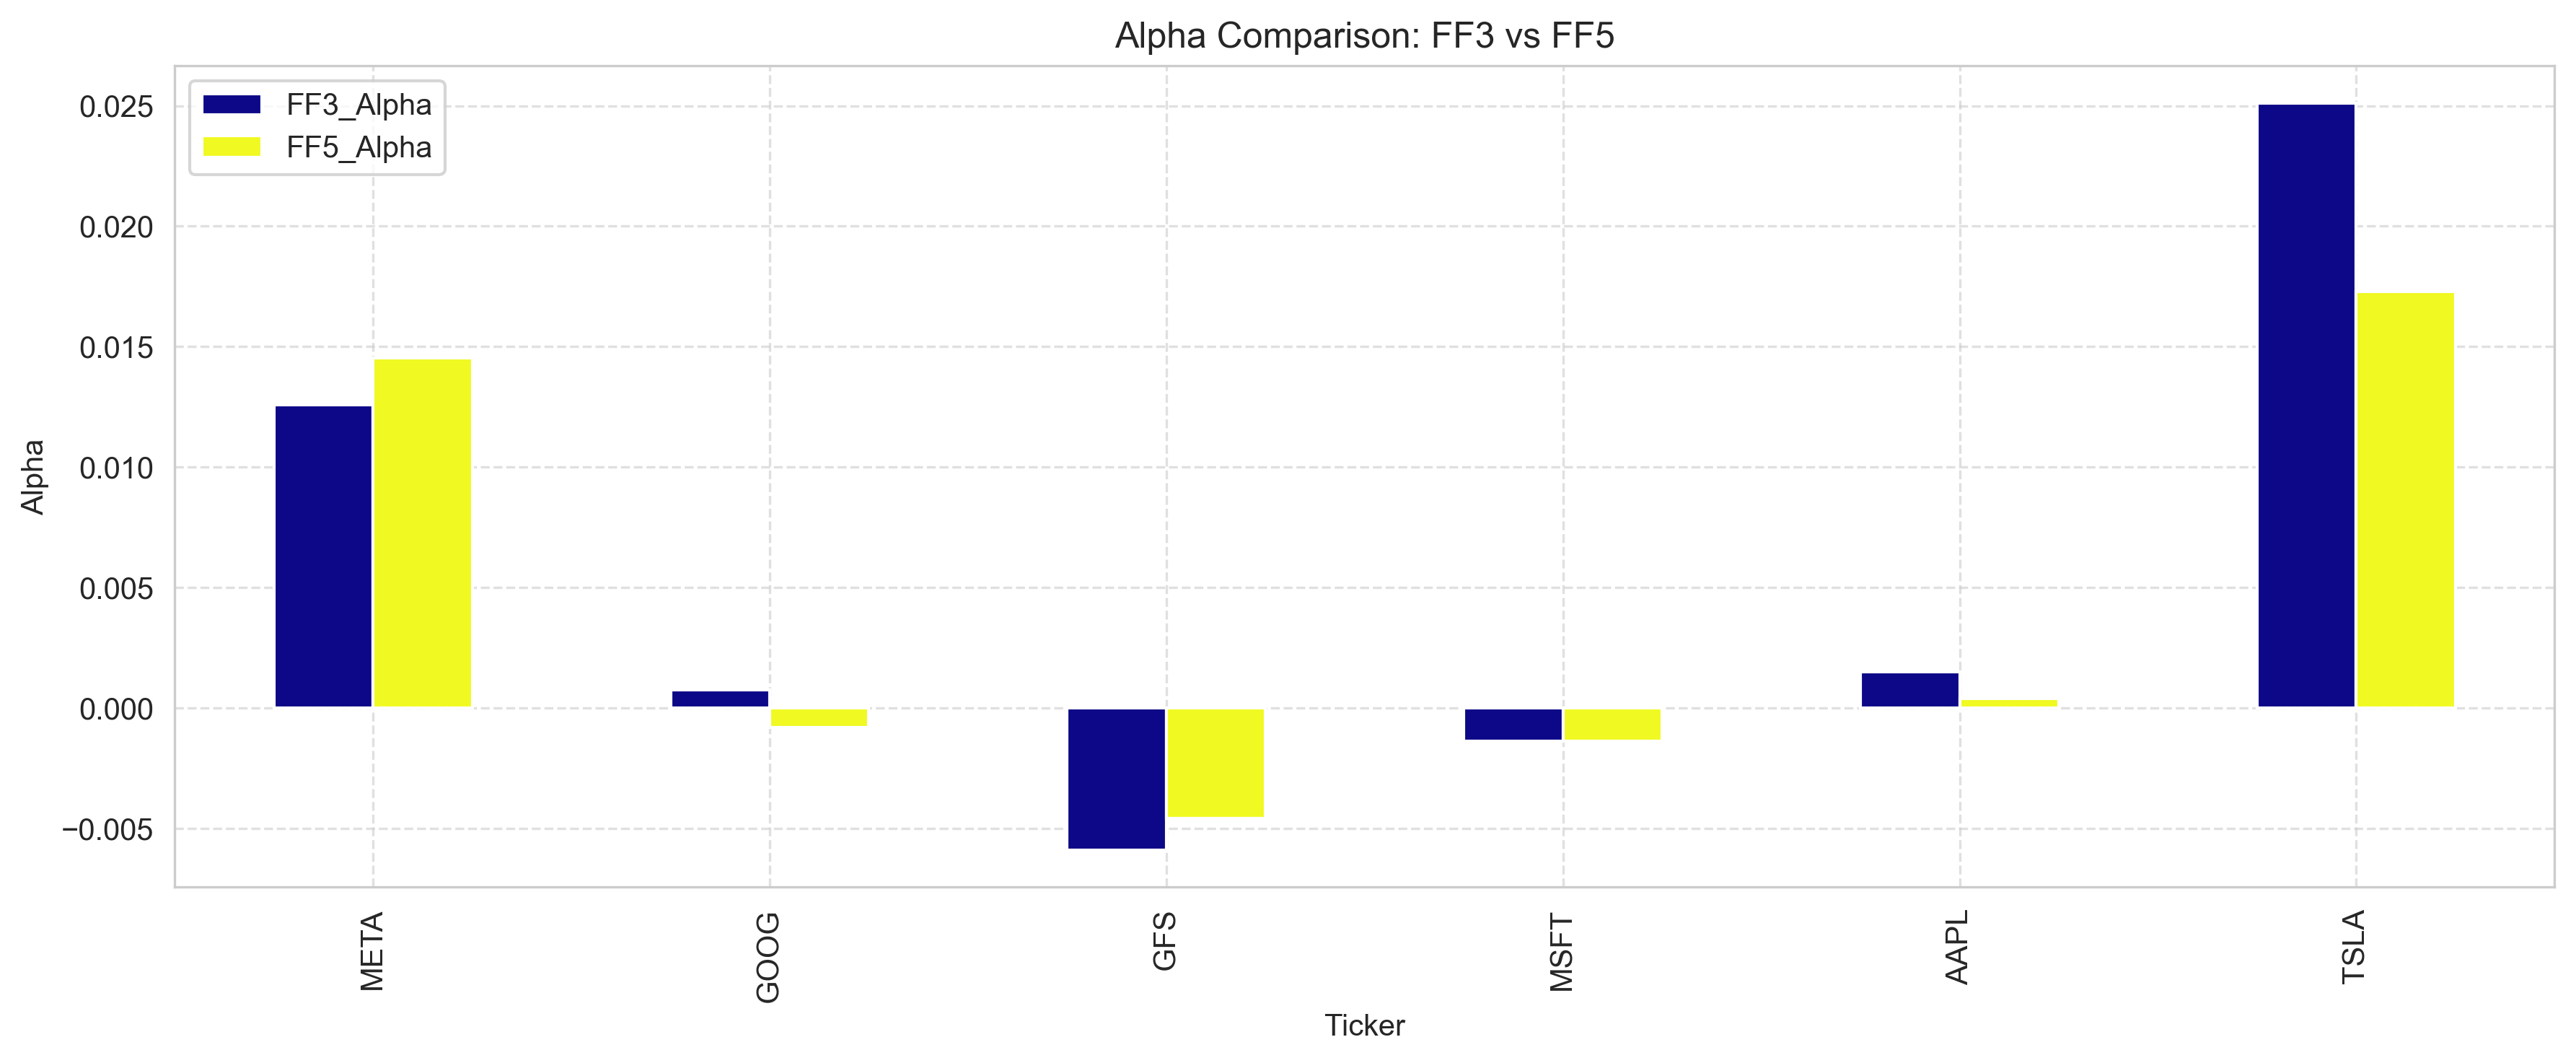 Alpha Comparison: FF3 vs FF5
FF3_Alpha
FF5_Alpha
0.025
0.020
0.015
0.010
0.005
0.000
−0.005
Alpha
META
GOOG
GFS
MSFT
AAPL
TSLA
Ticker